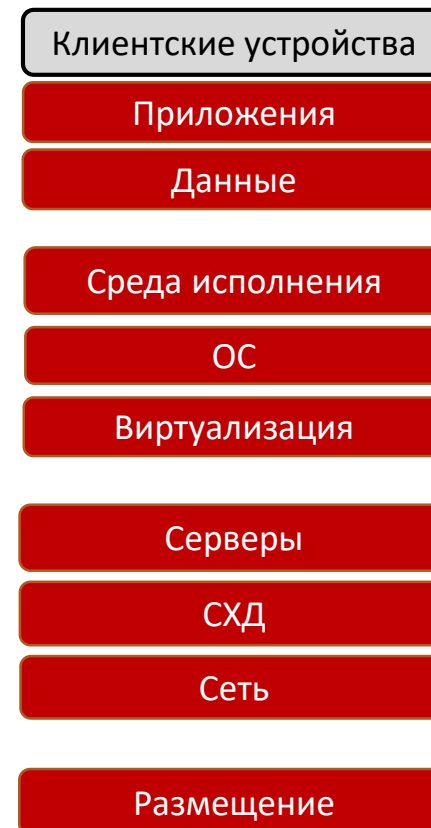 Клиентские устройства
Приложения
Данные
Среда исполнения
ОС
Виртуализация
Серверы
СХД
Сеть
Размещение